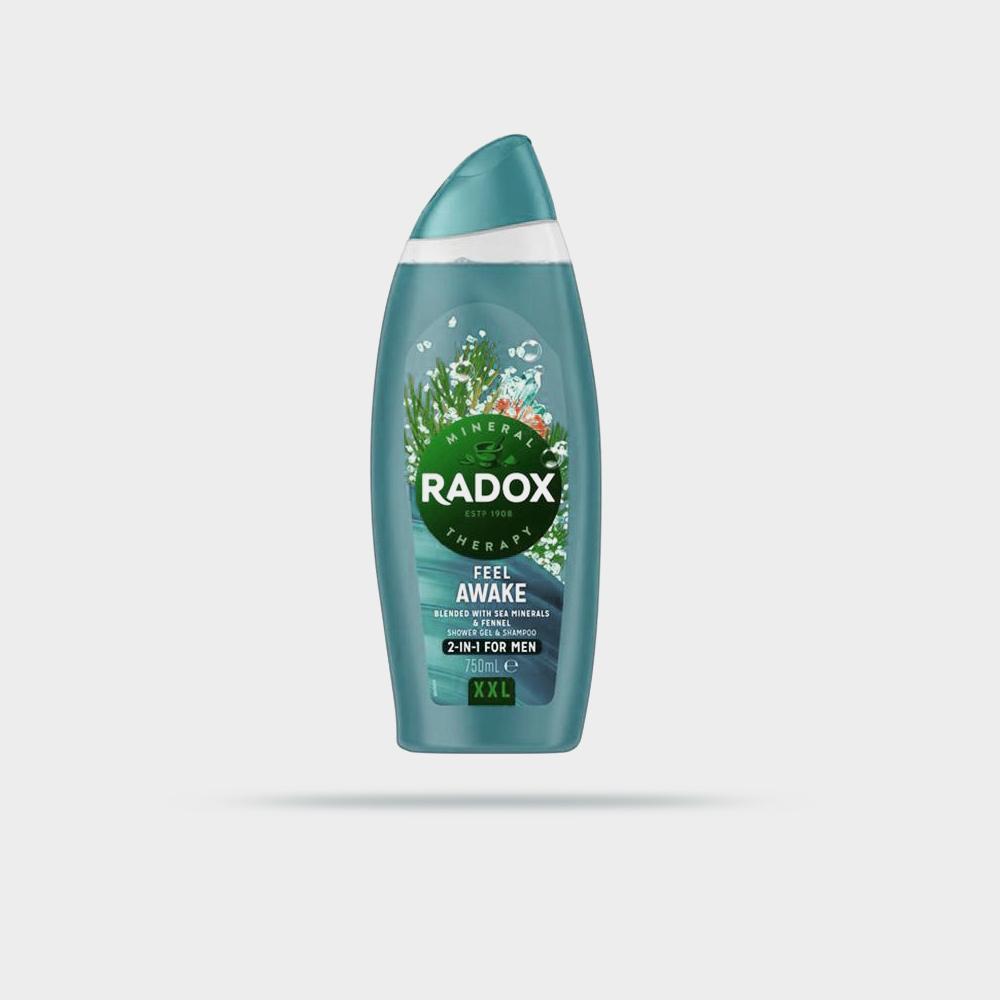 MINERAL
RADOX
ESTD 1908
THERAPY
FEEL
AWAKE
BLENDED WITH SEA MINERALS
& FENNEL
SHOWER GEL & SHAMPOO
2-IN-1 FOR MEN
750mL ℮
XXL